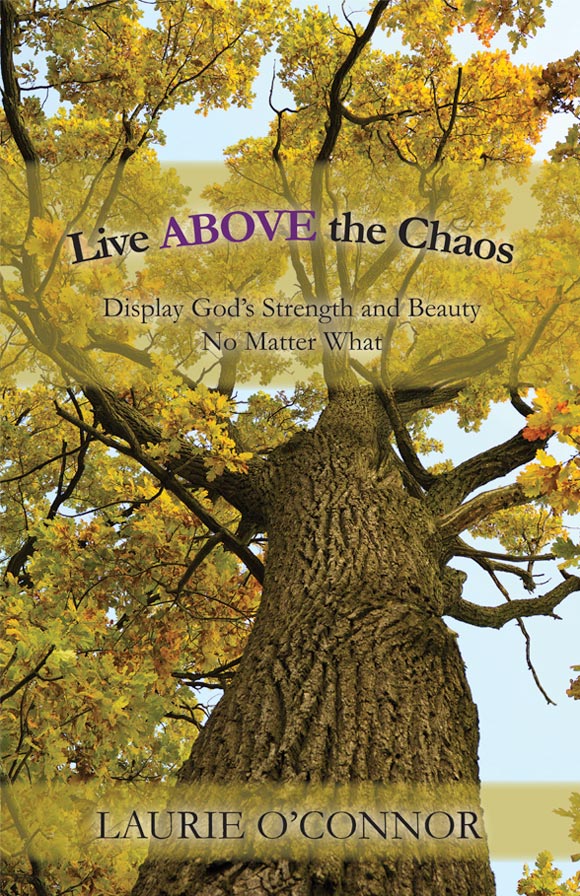 Live ABOVE the Chaos
Display God's Strength and Beauty
No Matter What
LAURIE O'CONNOR